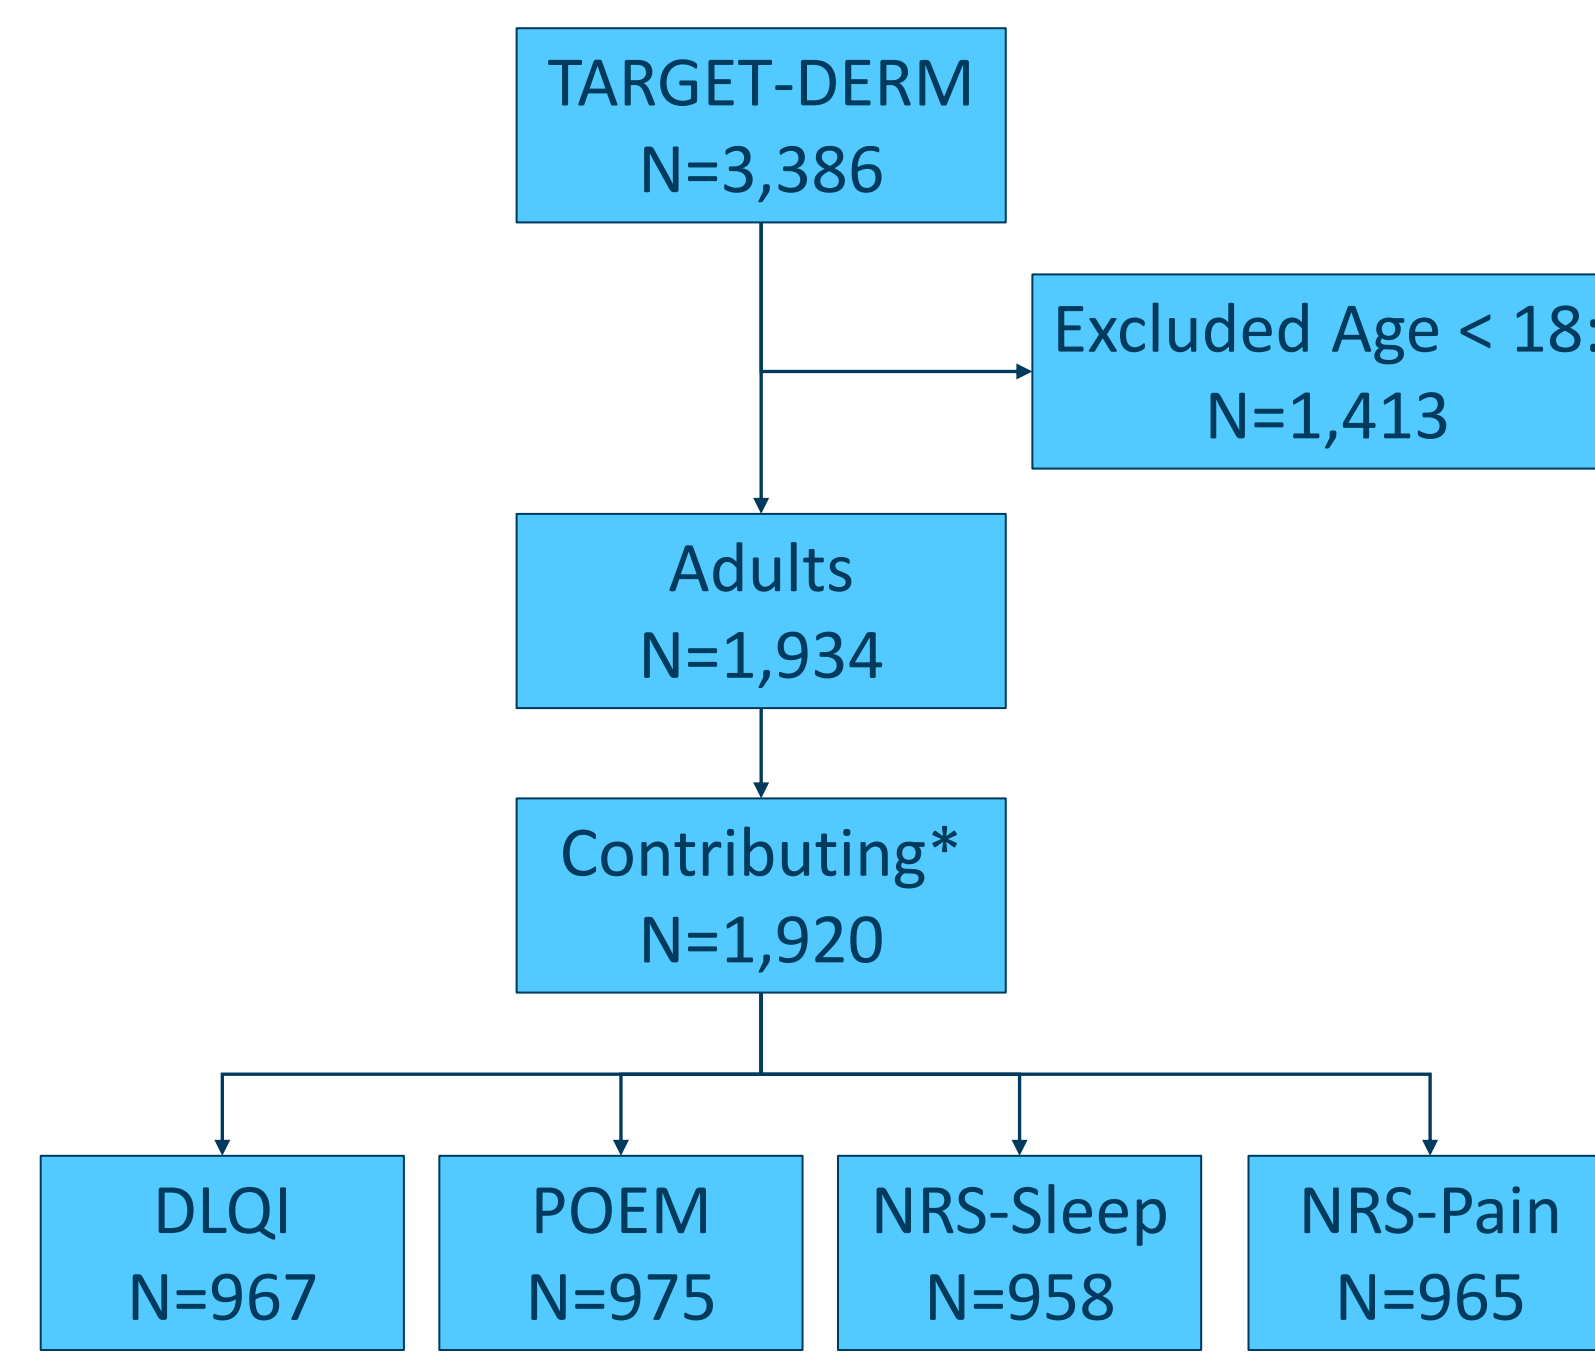 TARGET-DERM
N=3,386
Excluded Age < 18:
N=1,413
Adults
N=1,934
Contributing*
N=1,920
DLQI
N=967
POEM
N=975
NRS-Sleep
N=958
NRS-Pain
N=965